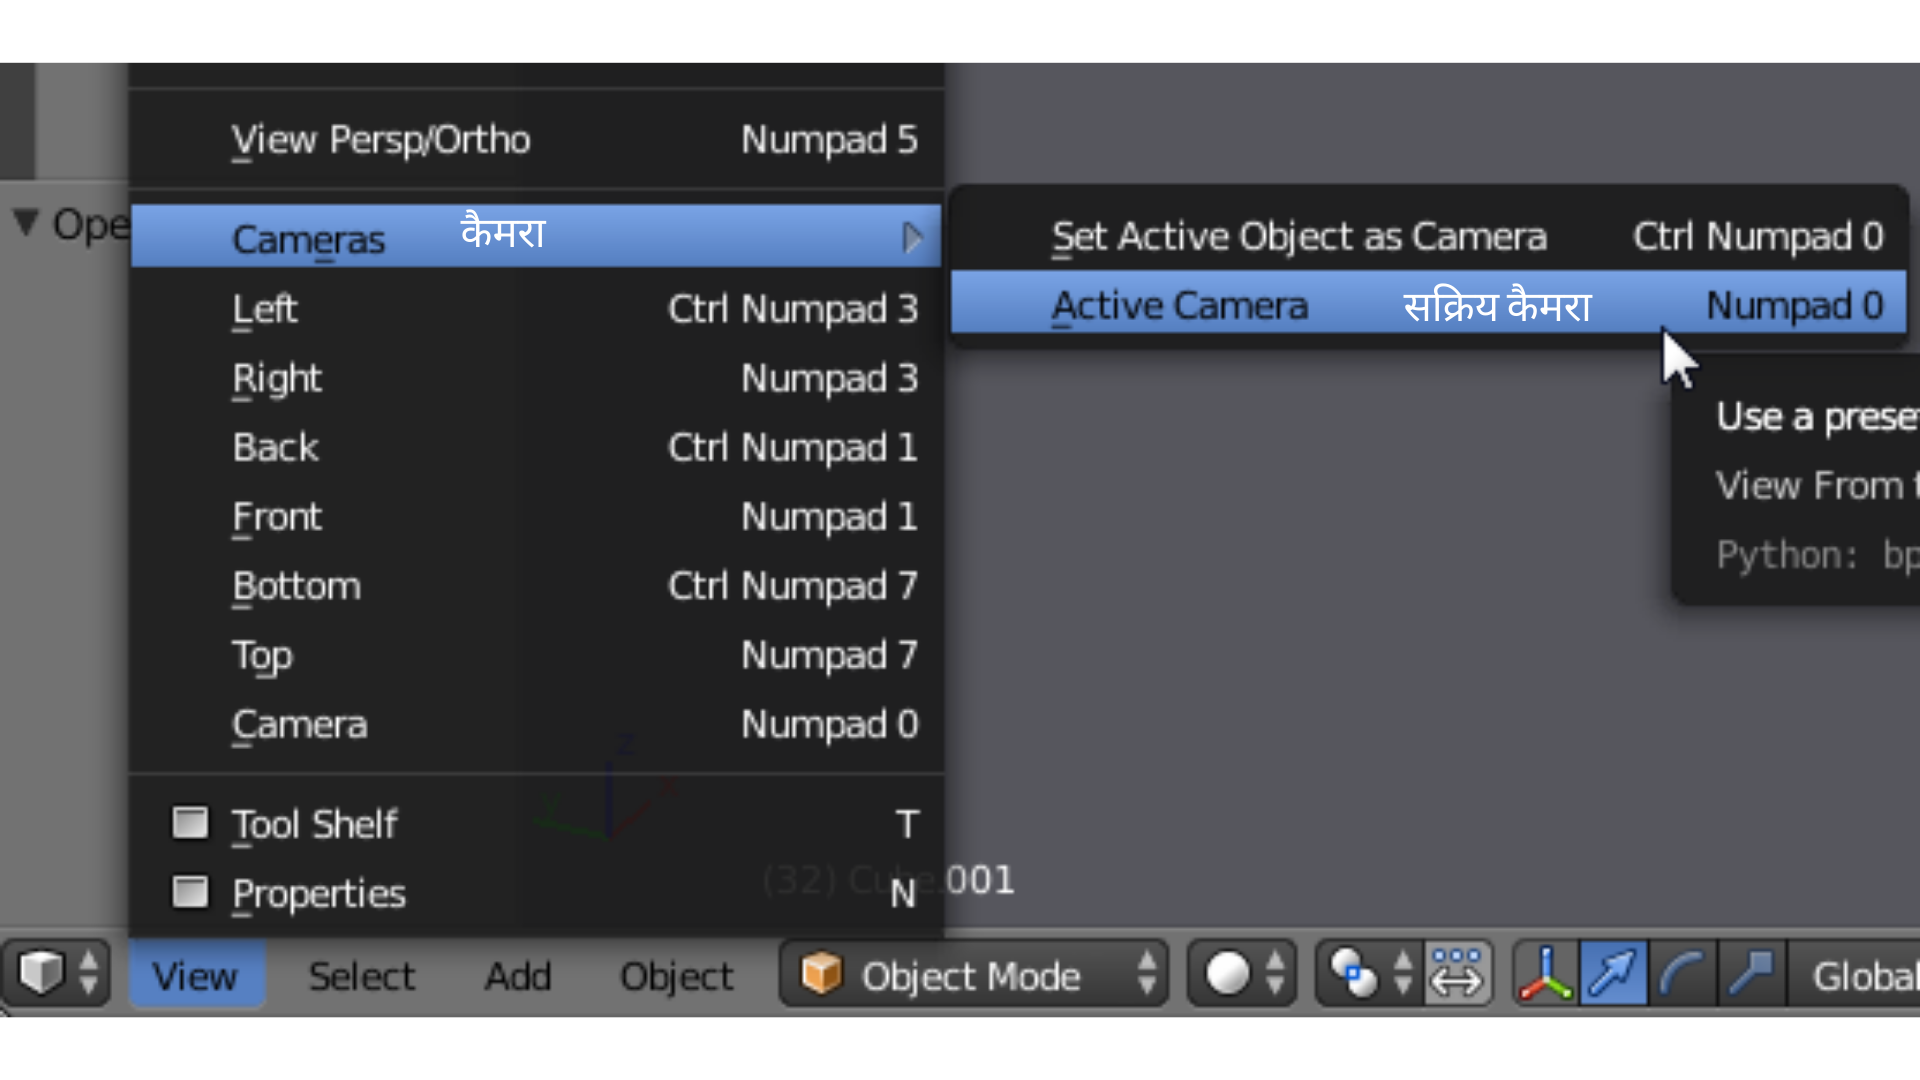 View Persp/Ortho Numpad 5
Ope
Cameras कैमरा
Set Active Object as Camera Ctrl Numpad 0
Active Camera सक्रिय कैमरा Numpad 0
Left Ctrl Numpad 3
Right Numpad 3
Use a prese
Back Ctrl Numpad 1
View From t
Front Numpad 1
Python: bp
Bottom Ctrl Numpad 7
Top Numpad 7
Camera Numpad 0
Tool Shelf T
(32) Cube.001
Properties N
View Select Add Object Object Mode Global